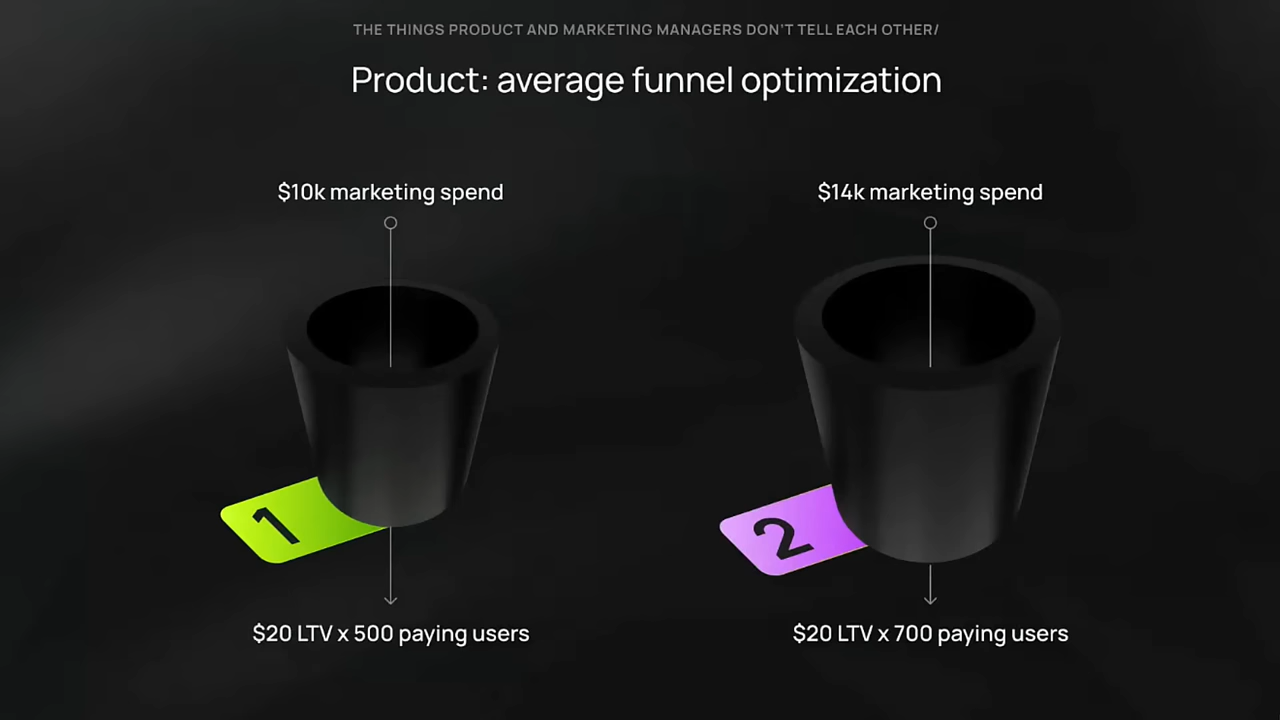 THE THINGS PRODUCT AND MARKETING MANAGERS DON'T TELL EACH OTHER/
Product: average funnel optimization
$10k marketing spend
$14k marketing spend
1
2
$20 LTV x 500 paying users
$20 LTV x 700 paying users